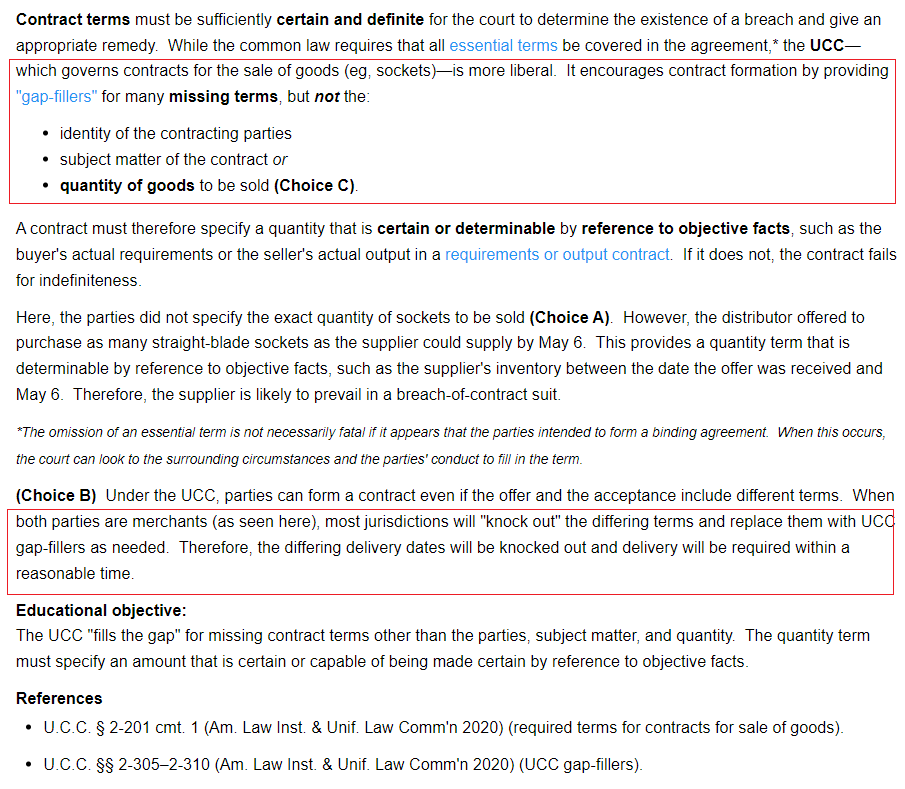 Contract terms must be sufficiently certain and definite for the court to determine the existence of a breach and give an
appropriate remedy.  While the common law requires that all essential terms be covered in the agreement,* the UCC—
which governs contracts for the sale of goods (eg, sockets)—is more liberal.  It encourages contract formation by providing
"gap-fillers" for many missing terms, but not the:
• identity of the contracting parties
• subject matter of the contract or
• quantity of goods to be sold (Choice C).
A contract must therefore specify a quantity that is certain or determinable by reference to objective facts, such as the
buyer's actual requirements or the seller's actual output in a requirements or output contract.  If it does not, the contract fails
for indefiniteness.
Here, the parties did not specify the exact quantity of sockets to be sold (Choice A).  However, the distributor offered to
purchase as many straight-blade sockets as the supplier could supply by May 6.  This provides a quantity term that is
determinable by reference to objective facts, such as the supplier's inventory between the date the offer was received and
May 6.  Therefore, the supplier is likely to prevail in a breach-of-contract suit.
*The omission of an essential term is not necessarily fatal if it appears that the parties intended to form a binding agreement.  When this occurs,
the court can look to the surrounding circumstances and the parties' conduct to fill in the term.
(Choice B)  Under the UCC, parties can form a contract even if the offer and the acceptance include different terms.  When
both parties are merchants (as seen here), most jurisdictions will "knock out" the differing terms and replace them with UCC
gap-fillers as needed.  Therefore, the differing delivery dates will be knocked out and delivery will be required within a
reasonable time.
Educational objective:
The UCC "fills the gap" for missing contract terms other than the parties, subject matter, and quantity.  The quantity term
must specify an amount that is certain or capable of being made certain by reference to objective facts.
References
• U.C.C. § 2-201 cmt. 1 (Am. Law Inst. & Unif. Law Comm'n 2020) (required terms for contracts for sale of goods).
• U.C.C. §§ 2-305–2-310 (Am. Law Inst. & Unif. Law Comm'n 2020) (UCC gap-fillers).